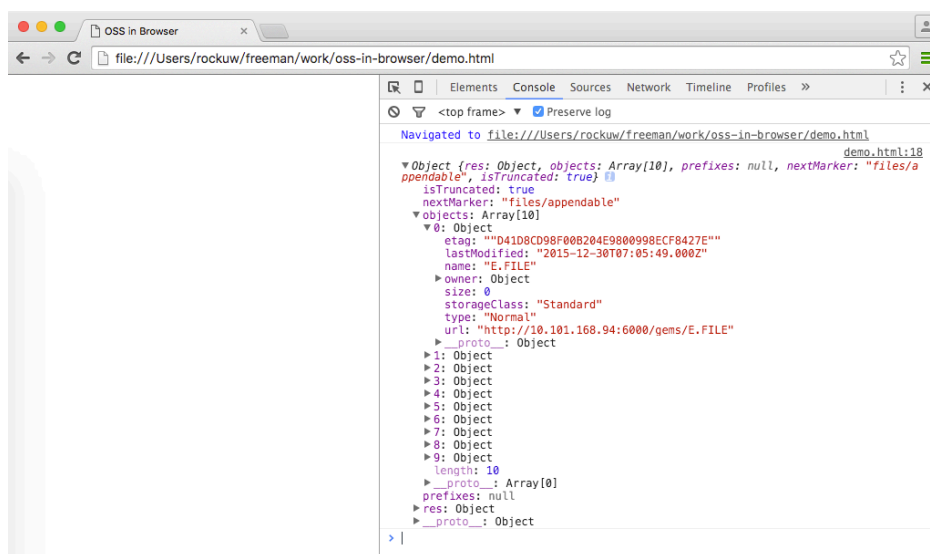 OSS in Browser
file:///Users/rockuw/freeman/work/oss-in-browser/demo.html
Elements Console Sources Network Timeline Profiles »
<top frame> ▼ Preserve log
Navigated to file:///Users/rockuw/freeman/work/oss-in-browser/demo.html
demo.html:18
▼Object {res: Object, objects: Array[10], prefixes: null, nextMarker: "files/a
ppendable", isTruncated: true}
isTruncated: true
nextMarker: "files/appendable"
▼objects: Array[10]
▼0: Object
etag: ""D41D8CD98F00B204E9800998ECF8427E""
lastModified: "2015-12-30T07:05:49.000Z"
name: "E.FILE"
▶owner: Object
size: 0
storageClass: "Standard"
type: "Normal"
url: "http://10.101.168.94:6000/gems/E.FILE"
▶__proto__: Object
▶1: Object
▶2: Object
▶3: Object
▶4: Object
▶5: Object
▶6: Object
▶7: Object
▶8: Object
▶9: Object
length: 10
▶__proto__: Array[0]
prefixes: null
▶res: Object
▶__proto__: Object
>